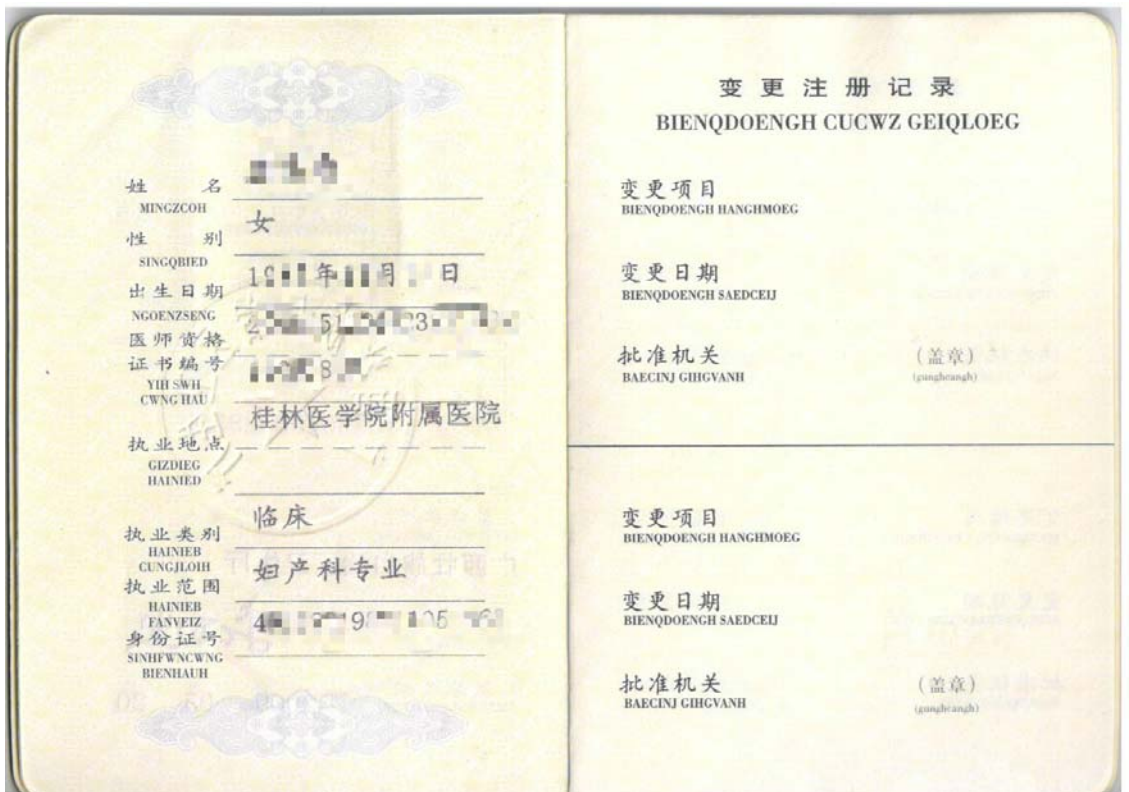 姓 名
MINGZCOH
女
性 别
SINGQBIED
年 月 日
出生日期
NGOENZSENG
医师资格
证书编号
YIH SWH
CWNG HAU
桂林医学院附属医院
执业地点
GIZDIEG
HAINIED
临床
执业类别
HAINIEB
CUNGJLOIH
妇产科专业
执业范围
HAINIEB
FANVEIZ
身份证号
SINHFWNCWNG
BIENHAUH
变更注册记录
BIENQDOENGH CUCWZ GEIQLOEG
变更项目
BIENQDOENGH HANGHMOEG
变更日期
BIENQDOENGH SAEDCEIJ
批准机关 (盖章)
BAECINJ GIHGVANH (gunghcangh)
变更项目
BIENQDOENGH HANGHMOEG
变更日期
BIENQDOENGH SAEDCEIJ
批准机关 (盖章)
BAECINJ GIHGVANH (gunghcangh)